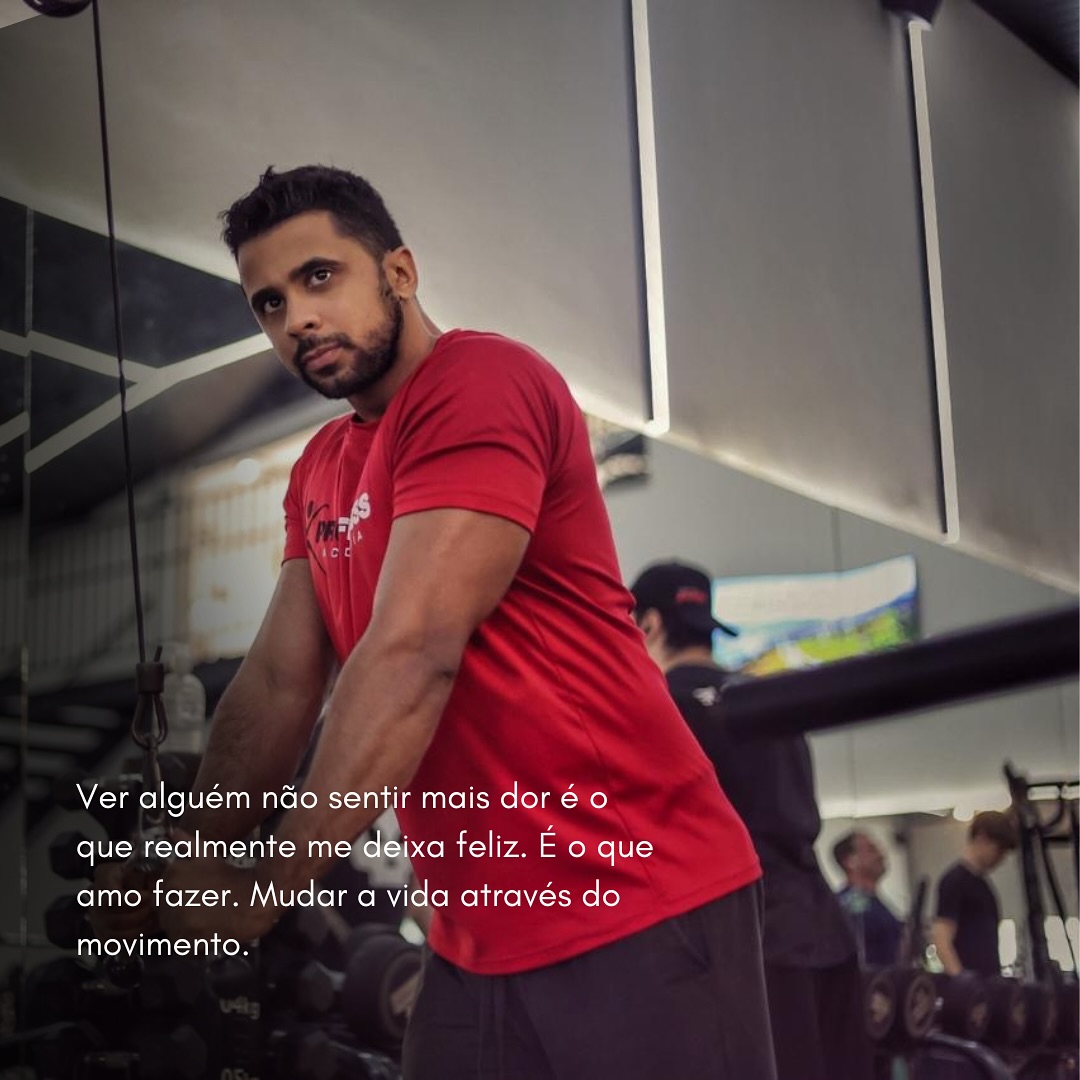 Ver alguém não sentir mais dor é o
que realmente me deixa feliz. É o que
amo fazer. Mudar a vida através do
movimento.
04kg